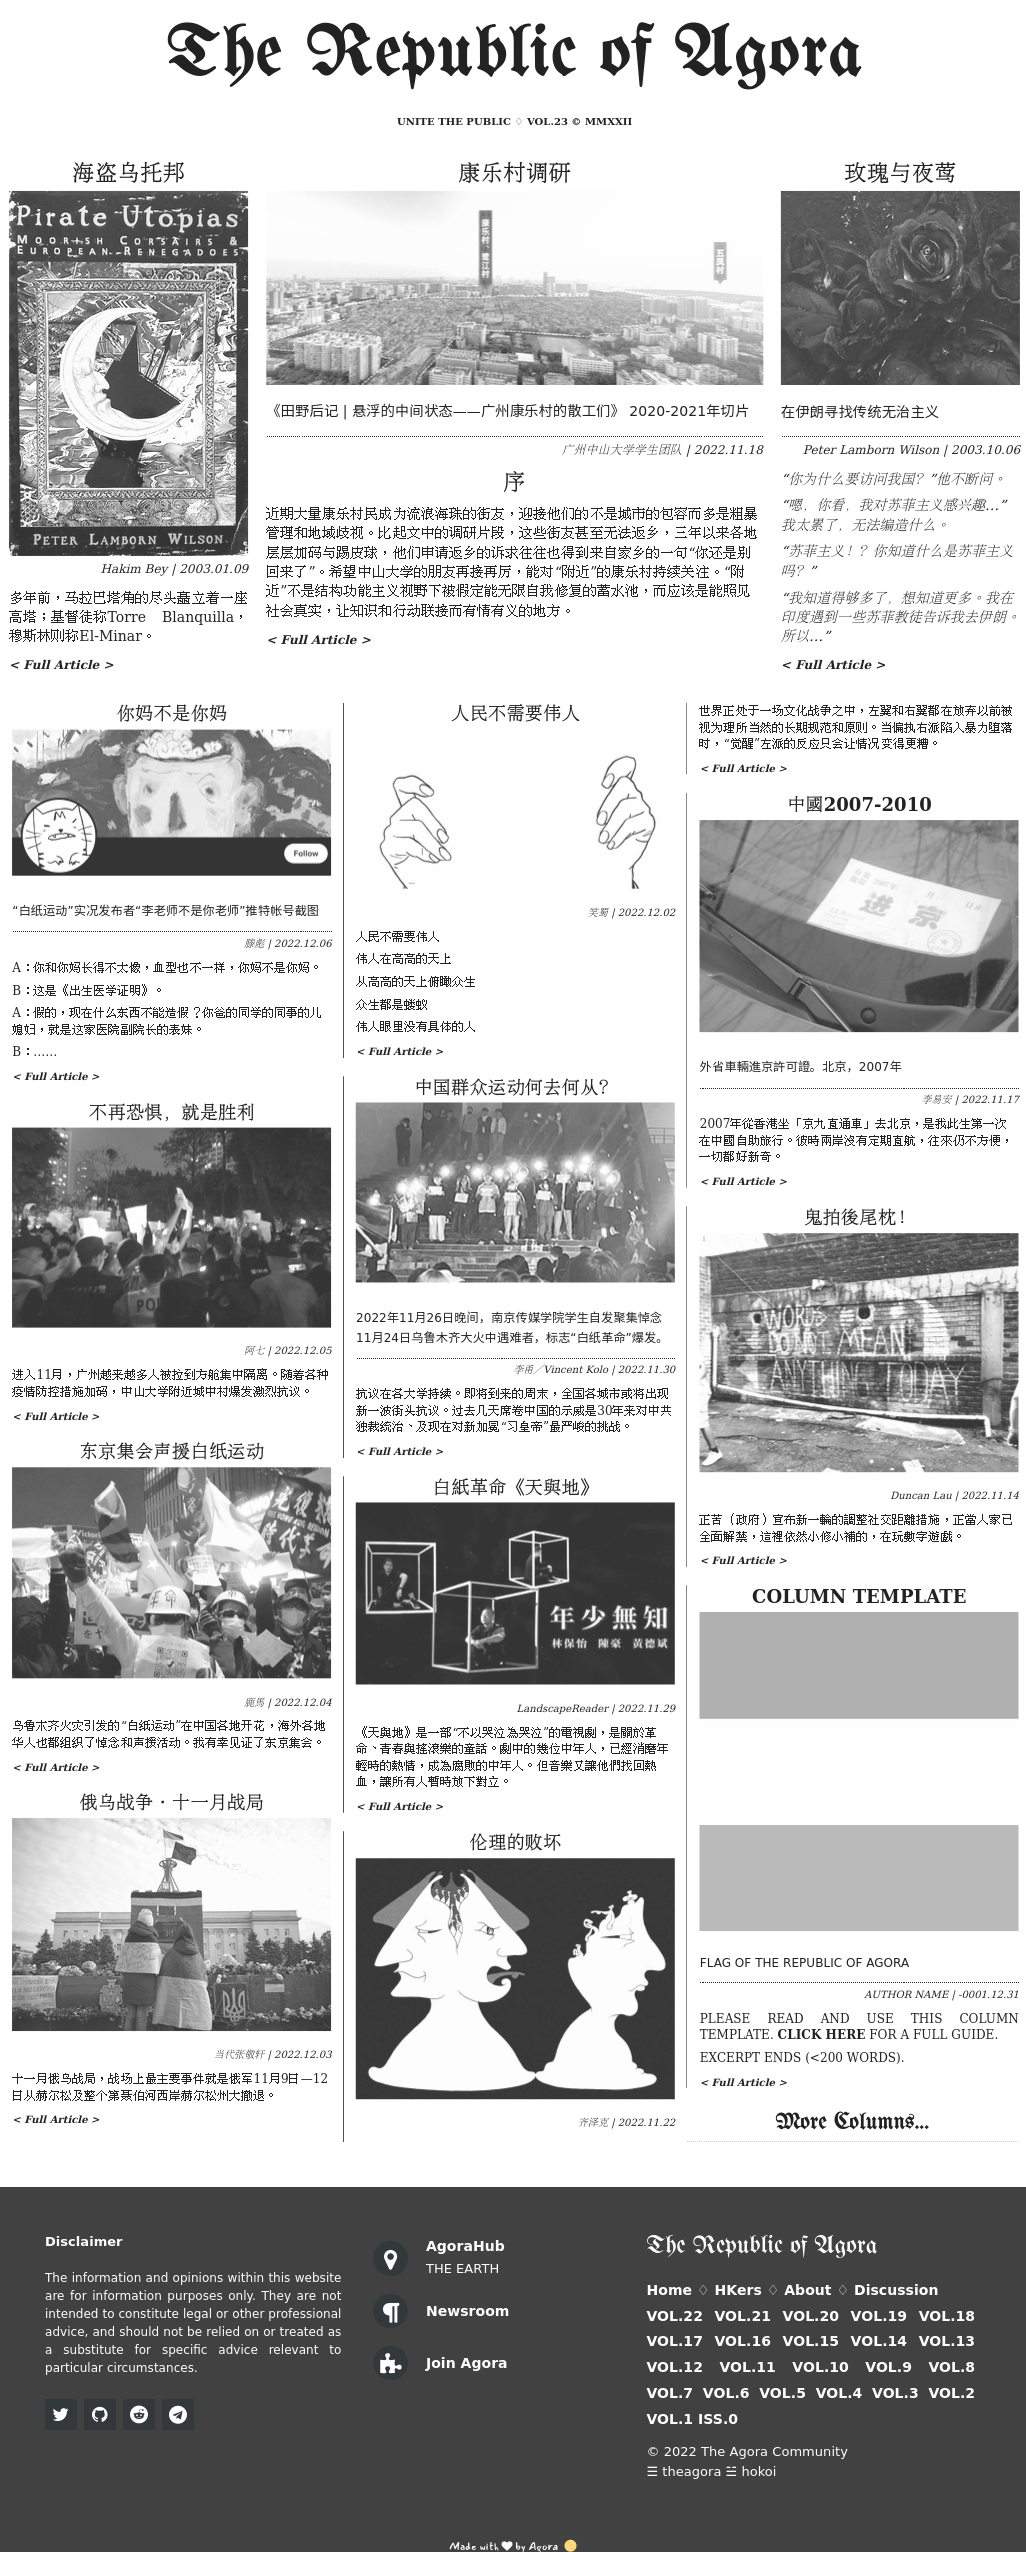 The Republic of Agora
UNITE THE PUBLIC ♢ VOL.23 © MMXXII
海盗乌托邦
Pirate Utopias
MOORISH CORSAIRS &
EUROPEAN RENEGADOES
PETER LAMBORN WILSON
Hakim Bey | 2003.01.09
多年前，马拉巴塔角的尽头矗立着一座
高塔；基督徒称Torre Blanquilla，
穆斯林则称El-Minar。
< Full Article >
康乐村调研
康乐村·鹭江村
五凤村
《田野后记 | 悬浮的中间状态——广州康乐村的散工们》 2020-2021年切片
广州中山大学学生团队 | 2022.11.18
序
近期大量康乐村民成为流浪海珠的街友，迎接他们的不是城市的包容而多是粗暴
管理和地域歧视。比起文中的调研片段，这些街友甚至无法返乡，三年以来各地
层层加码与踢皮球，他们申请返乡的诉求往往也得到来自家乡的一句“你还是别
回来了”。希望中山大学的朋友再接再厉，能对“附近”的康乐村持续关注。“附
近”不是结构功能主义视野下被假定能无限自我修复的蓄水池，而应该是能照见
社会真实，让知识和行动联接而有情有义的地方。
< Full Article >
玫瑰与夜莺
在伊朗寻找传统无治主义
Peter Lamborn Wilson | 2003.10.06
“你为什么要访问我国？”他不断问。
“嗯，你看，我对苏菲主义感兴趣…”
我太累了，无法编造什么。
“苏菲主义！？你知道什么是苏菲主义
吗？”
“我知道得够多了，想知道更多。我在
印度遇到一些苏菲教徒告诉我去伊朗。
所以…”
< Full Article >
你妈不是你妈
Follow
“白纸运动”实况发布者“李老师不是你老师”推特帐号截图
滕彪 | 2022.12.06
A：你和你妈长得不太像，血型也不一样，你妈不是你妈。
B：这是《出生医学证明》。
A：假的，现在什么东西不能造假？你爸的同学的同事的儿
媳妇，就是这家医院副院长的表妹。
B：……
< Full Article >
不再恐惧，就是胜利
阿七 | 2022.12.05
进入11月，广州越来越多人被拉到方舱集中隔离。随着各种
疫情防控措施加码，中山大学附近城中村爆发激烈抗议。
< Full Article >
东京集会声援白纸运动
鹿馬 | 2022.12.04
乌鲁木齐火灾引发的“白纸运动”在中国各地开花，海外各地
华人也都组织了悼念和声援活动。我有幸见证了东京集会。
< Full Article >
俄乌战争 · 十一月战局
当代张敬轩 | 2022.12.03
十一月俄乌战局，战场上最主要事件就是俄军11月9日—12
日从赫尔松及整个第聂伯河西岸赫尔松州大撤退。
< Full Article >
人民不需要伟人
笑蜀 | 2022.12.02
人民不需要伟人
伟人在高高的天上
从高高的天上俯瞰众生
众生都是蝼蚁
伟人眼里没有具体的人
< Full Article >
中国群众运动何去何从？
2022年11月26日晚间，南京传媒学院学生自发聚集悼念
11月24日乌鲁木齐大火中遇难者，标志“白纸革命”爆发。
李甬／Vincent Kolo | 2022.11.30
抗议在各大学持续。即将到来的周末，全国各城市或将出现
新一波街头抗议。过去几天席卷中国的示威是30年来对中共
独裁统治、及现在对新加冕“习皇帝”最严峻的挑战。
< Full Article >
白紙革命《天與地》
年少無知
林保怡 陳豪 黃德斌
LandscapeReader | 2022.11.29
《天與地》是一部“不以哭泣為哭泣”的電視劇，是關於革
命、青春與搖滾樂的童話。劇中的幾位中年人，已經消磨年
輕時的熱情，成為腐敗的中年人。但音樂又讓他們找回熱
血，讓所有人暫時放下對立。
< Full Article >
伦理的败坏
齐泽克 | 2022.11.22
世界正处于一场文化战争之中，左翼和右翼都在放弃以前被
视为理所当然的长期规范和原则。当偏执右派陷入暴力堕落
时，“觉醒”左派的反应只会让情况变得更糟。
< Full Article >
中國2007-2010
进京
外省車輛進京許可證。北京，2007年
李易安 | 2022.11.17
2007年從香港坐「京九直通車」去北京，是我此生第一次
在中國自助旅行。彼時兩岸沒有定期直航，往來仍不方便，
一切都好新奇。
< Full Article >
鬼拍後尾枕！
WORDS MEAN
ANYTHING TODAY
Duncan Lau | 2022.11.14
正苦（政府）宣布新一輪的調整社交距離措施，正當人家已
全面解禁，這裡依然小修小補的，在玩數字遊戲。
< Full Article >
COLUMN TEMPLATE
FLAG OF THE REPUBLIC OF AGORA
AUTHOR NAME | -0001.12.31
PLEASE READ AND USE THIS COLUMN
TEMPLATE. CLICK HERE FOR A FULL GUIDE.
EXCERPT ENDS (<200 WORDS).
< Full Article >
More Columns...
Disclaimer
The information and opinions within this website
are for information purposes only. They are not
intended to constitute legal or other professional
advice, and should not be relied on or treated as
a substitute for specific advice relevant to
particular circumstances.
AgoraHub
THE EARTH
Newsroom
Join Agora
The Republic of Agora
Home ♢ HKers ♢ About ♢ Discussion
VOL.22 VOL.21 VOL.20 VOL.19 VOL.18
VOL.17 VOL.16 VOL.15 VOL.14 VOL.13
VOL.12 VOL.11 VOL.10 VOL.9 VOL.8
VOL.7 VOL.6 VOL.5 VOL.4 VOL.3 VOL.2
VOL.1 ISS.0
© 2022 The Agora Community
☰ theagora ☱ hokoi
Made with ♥ by Agora